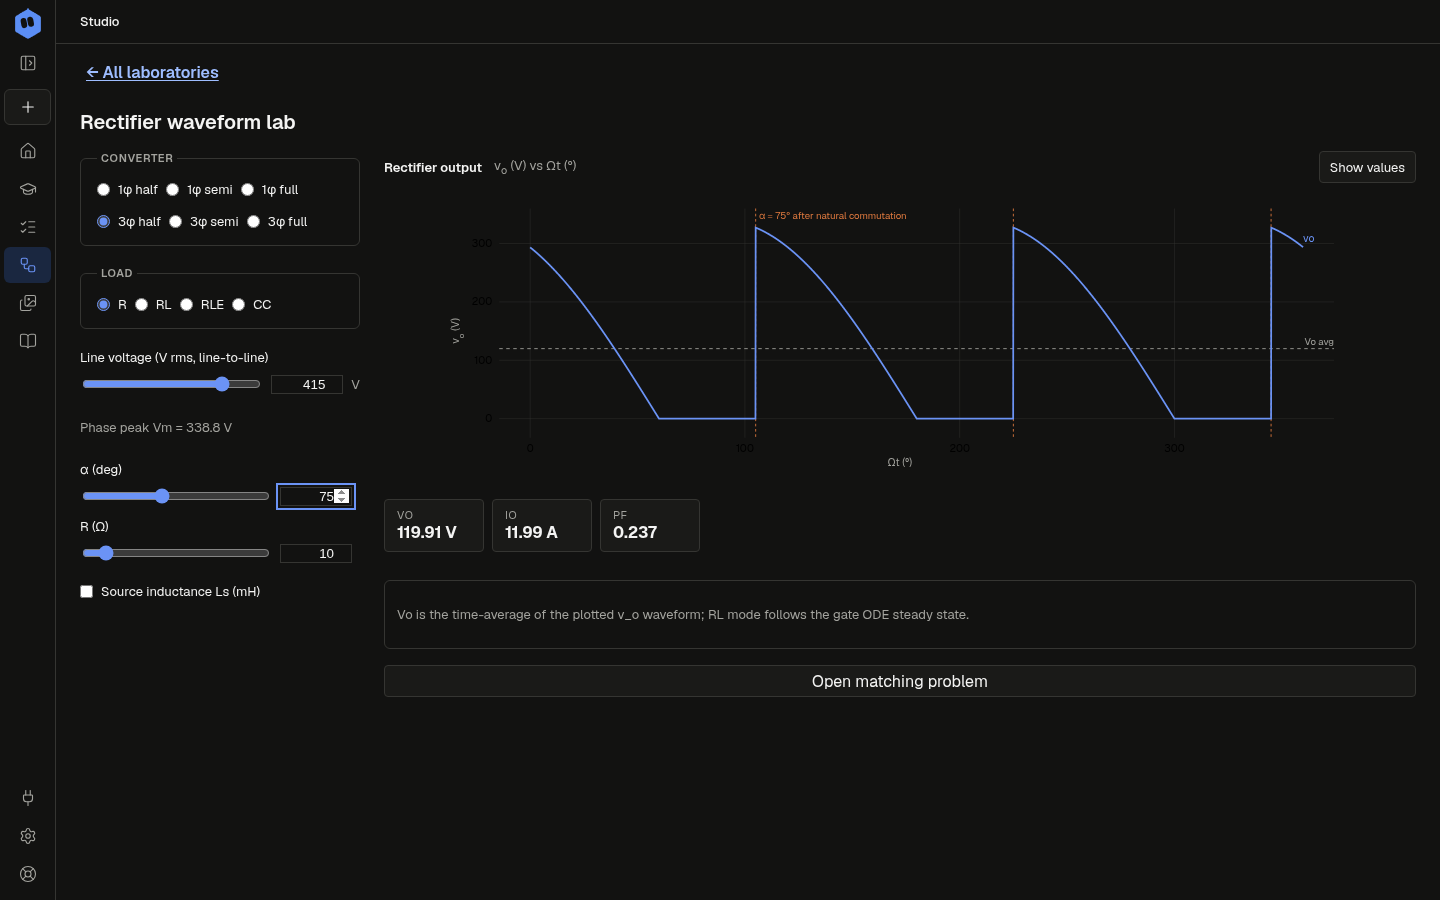 Studio
← All laboratories
Rectifier waveform lab
CONVERTER
1φ half 1φ semi 1φ full
3φ half 3φ semi 3φ full
LOAD
R RL RLE CC
Line voltage (V rms, line-to-line)
415 V
Phase peak Vm = 338.8 V
α (deg)
75
R (Ω)
10
Source inductance Ls (mH)
Rectifier output vo (V) vs Ωt (°)
Show values
α = 75° after natural commutation
vo
300
200
100
0
vo (V)
Vo avg
0 100 200 300
Ωt (°)
VO
119.91 V
IO
11.99 A
PF
0.237
Vo is the time-average of the plotted v_o waveform; RL mode follows the gate ODE steady state.
Open matching problem